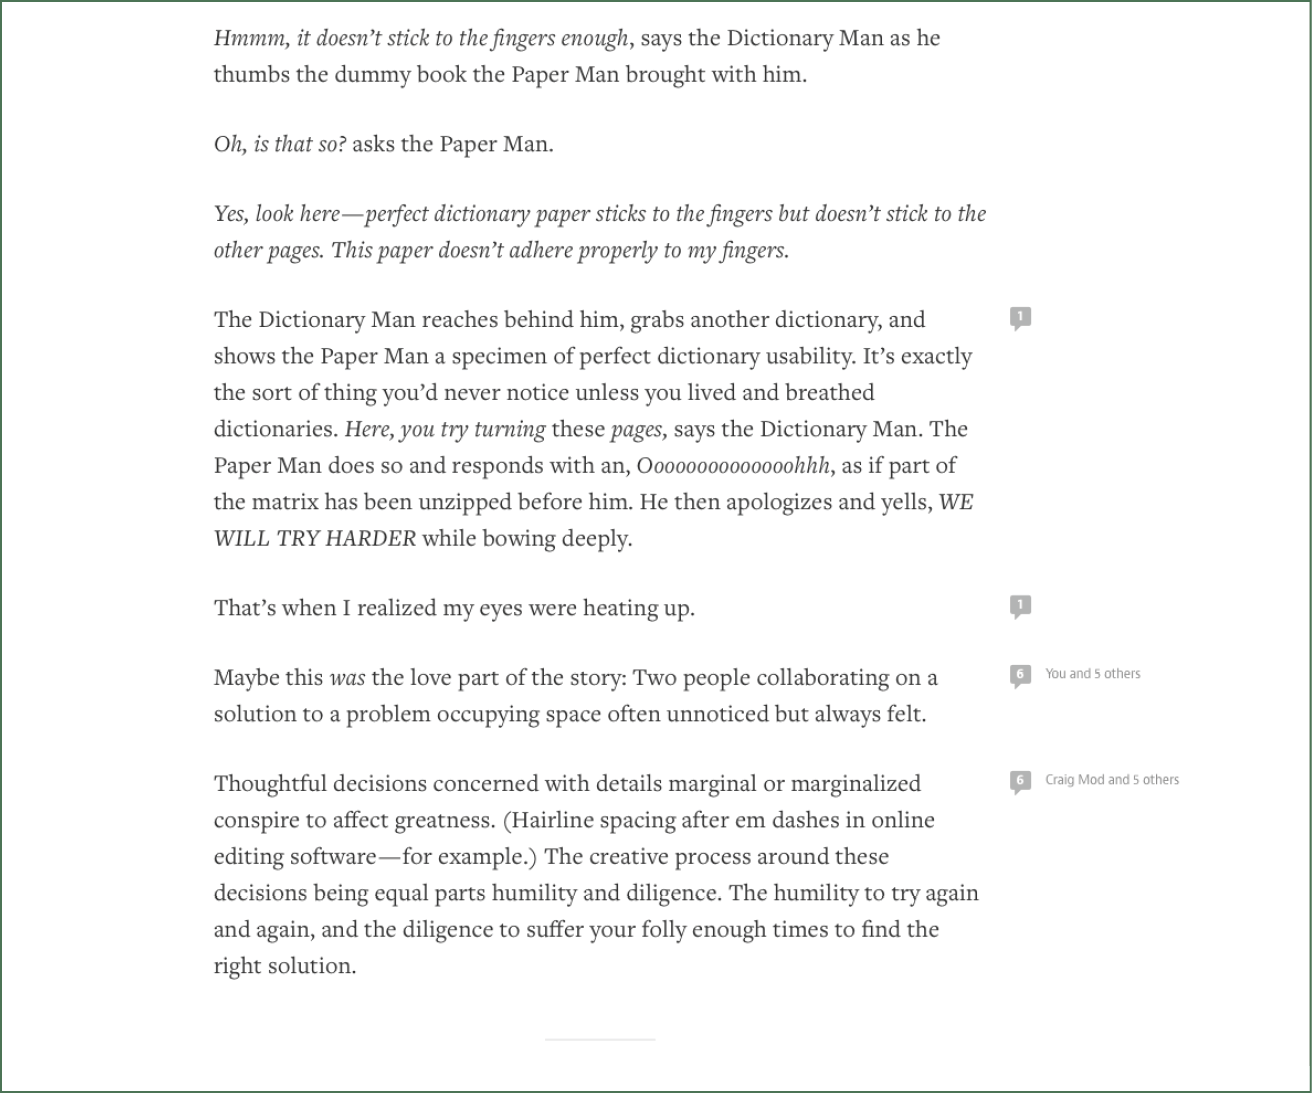 Hmmm, it doesn’t stick to the fingers enough, says the Dictionary Man as he
thumbs the dummy book the Paper Man brought with him.
Oh, is that so? asks the Paper Man.
Yes, look here—perfect dictionary paper sticks to the fingers but doesn’t stick to the
other pages. This paper doesn’t adhere properly to my fingers.
The Dictionary Man reaches behind him, grabs another dictionary, and
1
shows the Paper Man a specimen of perfect dictionary usability. It’s exactly
the sort of thing you’d never notice unless you lived and breathed
dictionaries. Here, you try turning these pages, says the Dictionary Man. The
Paper Man does so and responds with an, Oooooooooooooohhh, as if part of
the matrix has been unzipped before him. He then apologizes and yells, WE
WILL TRY HARDER while bowing deeply.
That’s when I realized my eyes were heating up.
1
Maybe this was the love part of the story: Two people collaborating on a
6 You and 5 others
solution to a problem occupying space often unnoticed but always felt.
Thoughtful decisions concerned with details marginal or marginalized
6 Craig Mod and 5 others
conspire to affect greatness. (Hairline spacing after em dashes in online
editing software—for example.) The creative process around these
decisions being equal parts humility and diligence. The humility to try again
and again, and the diligence to suffer your folly enough times to find the
right solution.